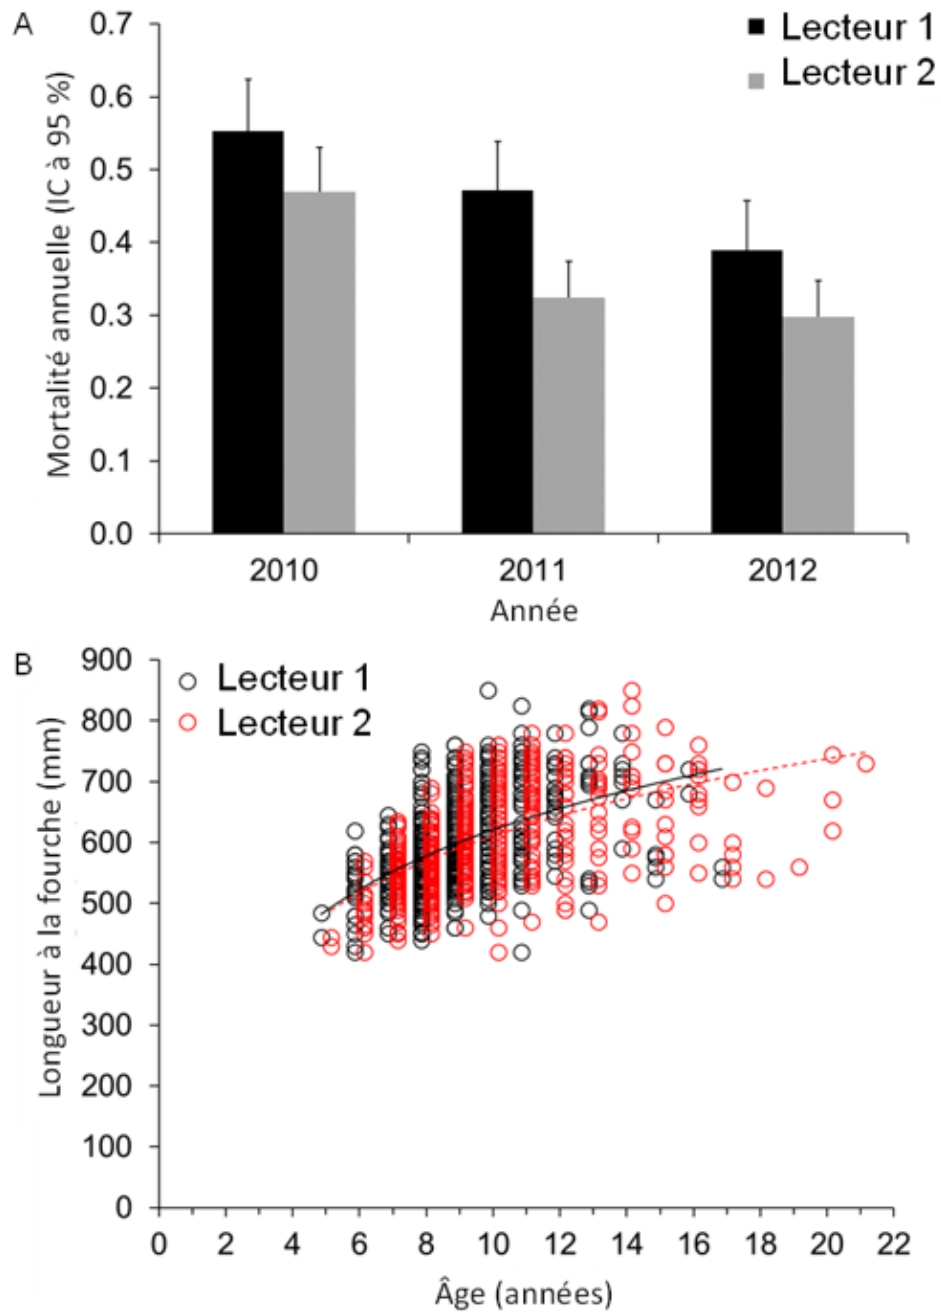 A
Lecteur 1
Lecteur 2
Mortalité annuelle (IC à 95 %)
0.7
0.6
0.5
0.4
0.3
0.2
0.1
0.0
2010 2011 2012
Année
B
Lecteur 1
Lecteur 2
Longueur à la fourche (mm)
900
800
700
600
500
400
300
200
100
0
0 2 4 6 8 10 12 14 16 18 20 22
Âge (années)